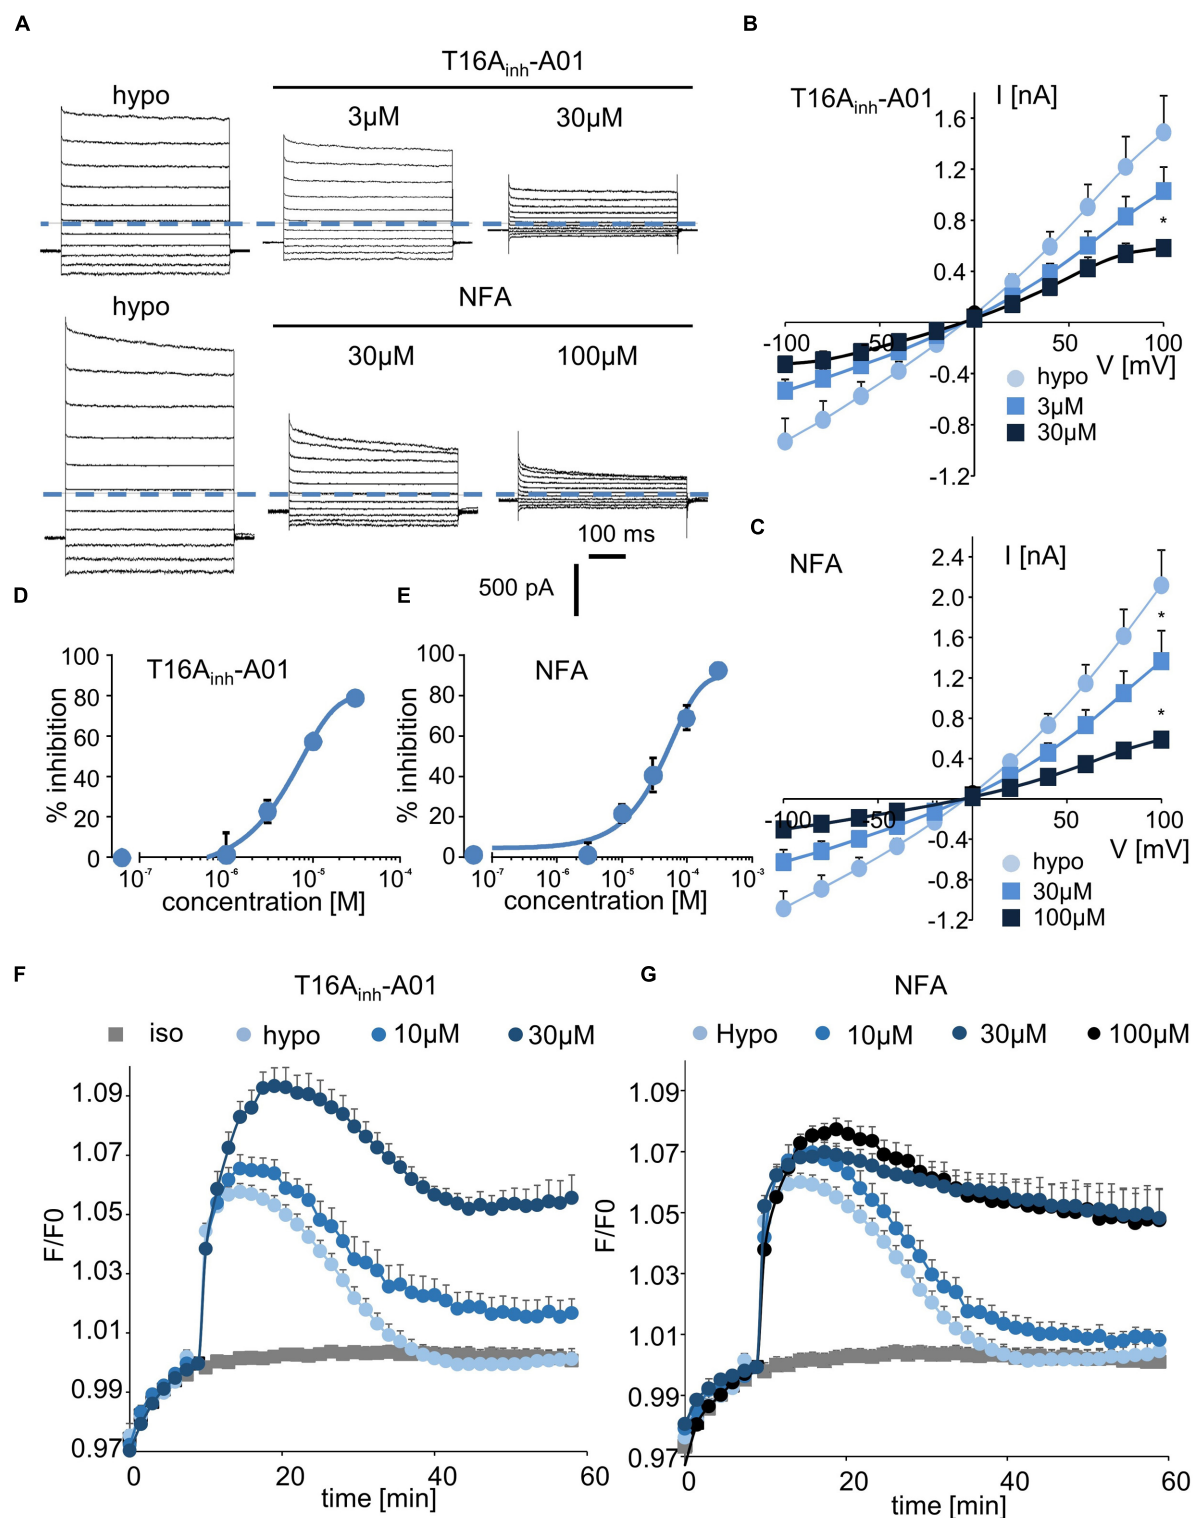 A
T16Ainh-A01
hypo
3µM
30µM
hypo
NFA
30µM
100µM
100 ms
500 pA
B
T16Ainh-A01
I [nA]
1.6
1.2
0.8
*
0.4
-100
-50
50
100
V [mV]
-0.4
-0.8
-1.2
hypo
3µM
30µM
C
NFA
I [nA]
2.4
2.0
*
1.6
1.2
0.8
*
0.4
-100
-50
50
100
V [mV]
-0.4
-0.8
-1.2
hypo
30µM
100µM
D
T16Ainh-A01
% inhibition
100
80
60
40
20
0
10-7
10-6
10-5
10-4
concentration [M]
E
NFA
% inhibition
100
80
60
40
20
0
10-7
10-6
10-5
10-4
10-3
concentration [M]
F
T16Ainh-A01
iso
hypo
10µM
30µM
F/F0
1.09
1.07
1.05
1.03
1.01
0.99
0.97
0
20
40
60
time [min]
G
NFA
Hypo
10µM
30µM
100µM
F/F0
1.09
1.07
1.05
1.03
1.01
0.99
0.97
0
20
40
60
time [min]